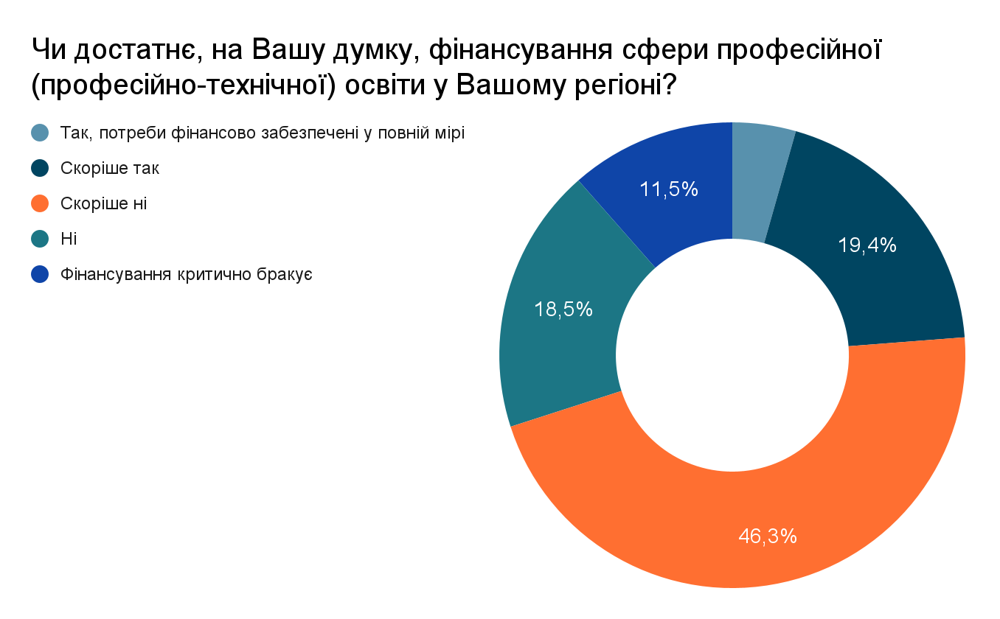 Чи достатнє, на Вашу думку, фінансування сфери професійної
(професійно-технічної) освіти у Вашому регіоні?
Так, потреби фінансово забезпечені у повній мірі
Скоріше так
Скоріше ні
Ні
Фінансування критично бракує
11,5%
19,4%
18,5%
46,3%